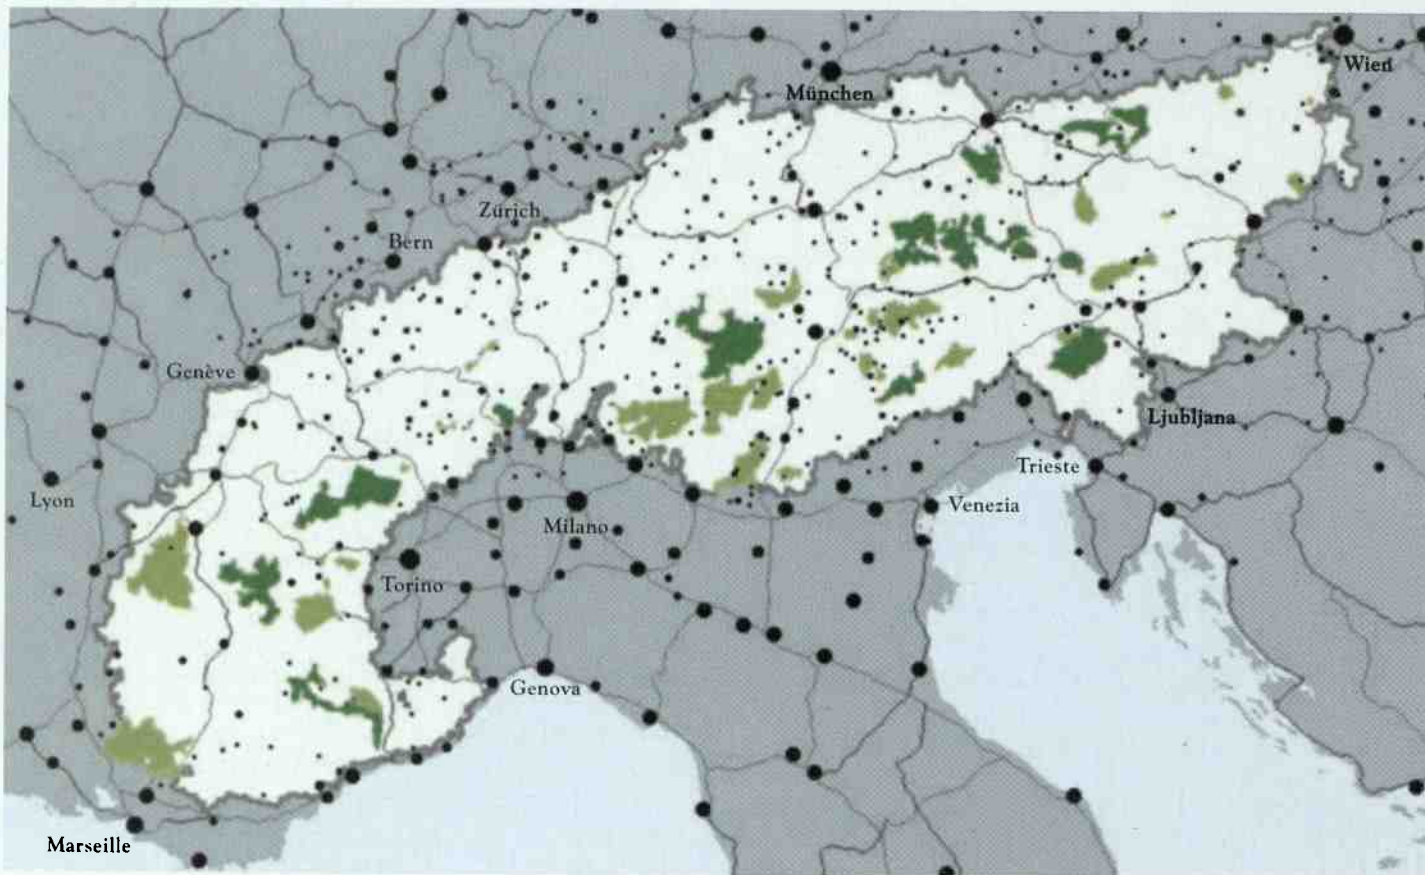 Wien
München
Zürich
Bern
Genève
Ljubljana
Trieste
Lyon
Venezia
Milano
Torino
Genova
Marseille